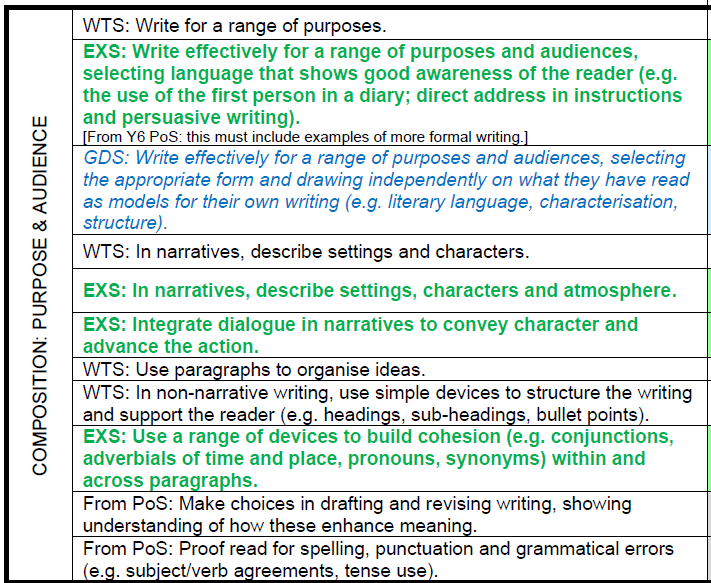 COMPOSITION: PURPOSE & AUDIENCE
WTS: Write for a range of purposes.
EXS: Write effectively for a range of purposes and audiences,
selecting language that shows good awareness of the reader (e.g.
the use of the first person in a diary; direct address in instructions
and persuasive writing).
[From Y6 PoS: this must include examples of more formal writing.]
GDS: Write effectively for a range of purposes and audiences, selecting
the appropriate form and drawing independently on what they have read
as models for their own writing (e.g. literary language, characterisation,
structure).
WTS: In narratives, describe settings and characters.
EXS: In narratives, describe settings, characters and atmosphere.
EXS: Integrate dialogue in narratives to convey character and
advance the action.
WTS: Use paragraphs to organise ideas.
WTS: In non-narrative writing, use simple devices to structure the writing
and support the reader (e.g. headings, sub-headings, bullet points).
EXS: Use a range of devices to build cohesion (e.g. conjunctions,
adverbials of time and place, pronouns, synonyms) within and
across paragraphs.
From PoS: Make choices in drafting and revising writing, showing
understanding of how these enhance meaning.
From PoS: Proof read for spelling, punctuation and grammatical errors
(e.g. subject/verb agreements, tense use).